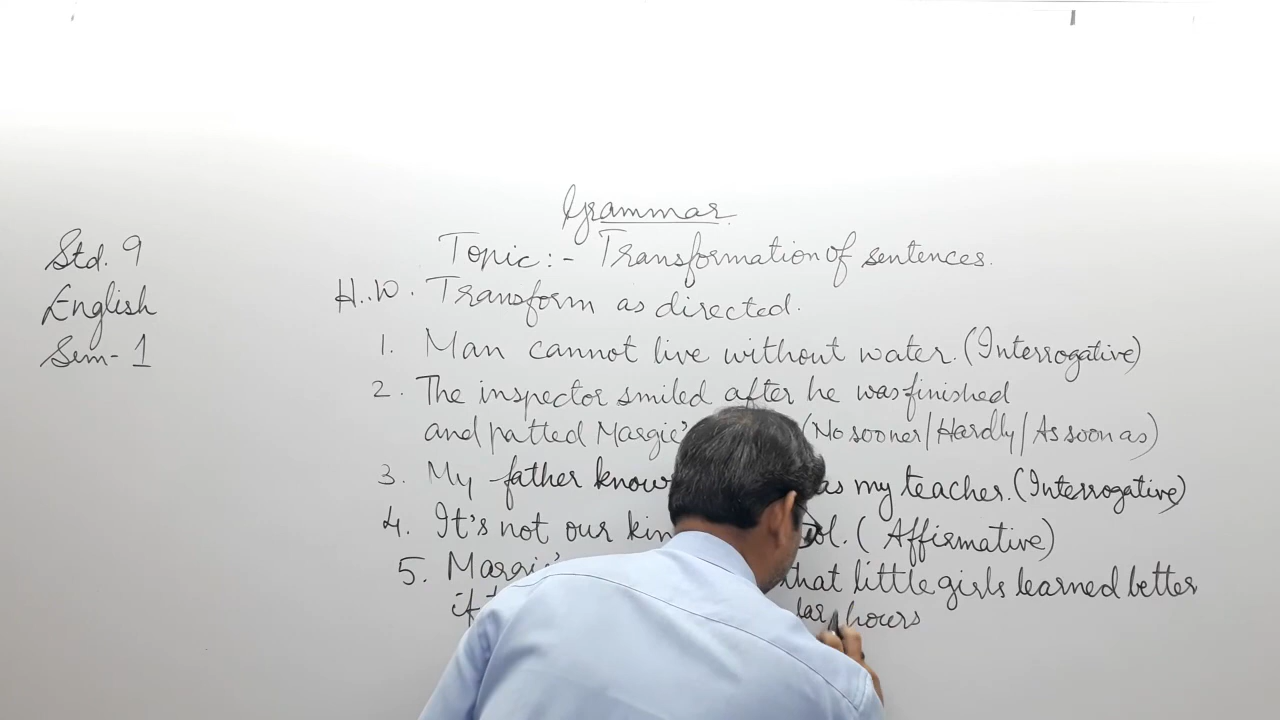 Grammar
Std. 9
Topic:- Transformation of sentences.
English
H.W. Transform as directed.
Sem- 1
1. Man cannot live without water. (Interrogative)
2. The inspector smiled after he was finished
and patted Margie's (No sooner/Hardly/As soon as)
3. My father know as my teacher. (Interrogative)
4. It's not our kin ol. (Affirmative)
5. Margie' that little girls learned better
if lar hours